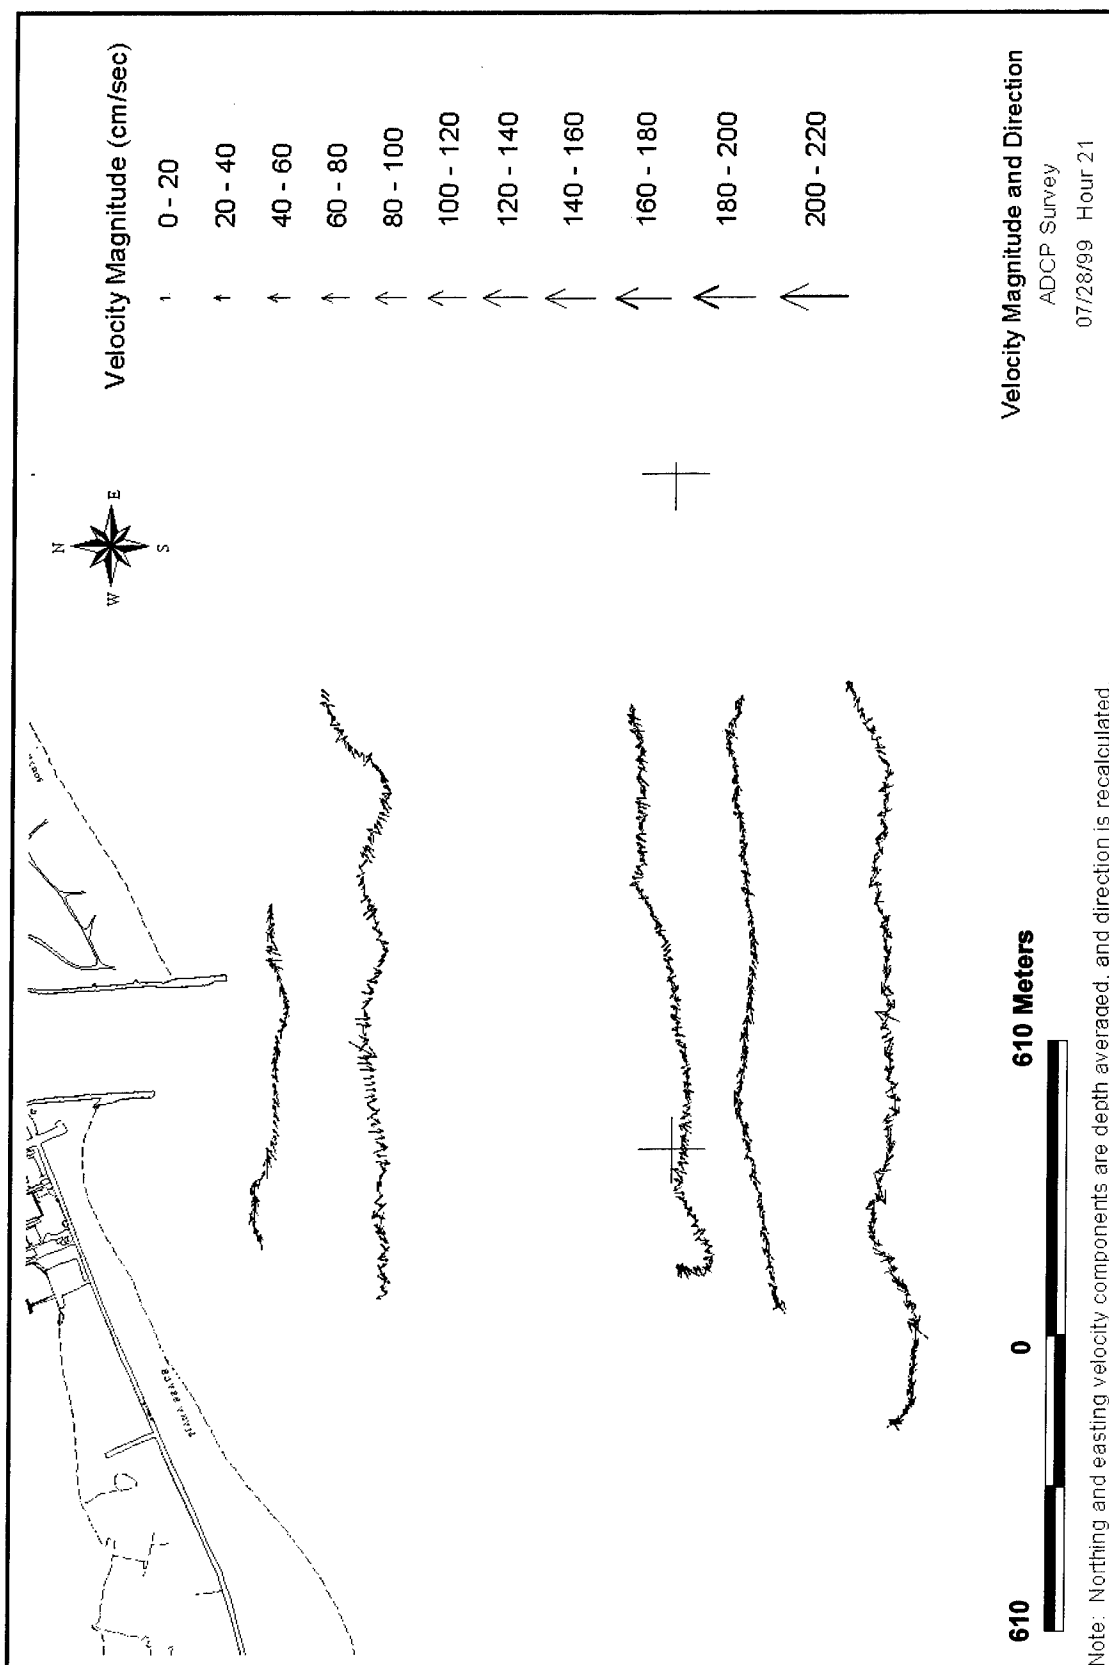 N
W
E
S
Velocity Magnitude (cm/sec)
0 - 20
20 - 40
40 - 60
60 - 80
80 - 100
100 - 120
120 - 140
140 - 160
160 - 180
180 - 200
200 - 220
610
0
610 Meters
Velocity Magnitude and Direction
ADCP Survey
07/28/99 Hour 21
Note: Northing and easting velocity components are depth averaged, and direction is recalculated.